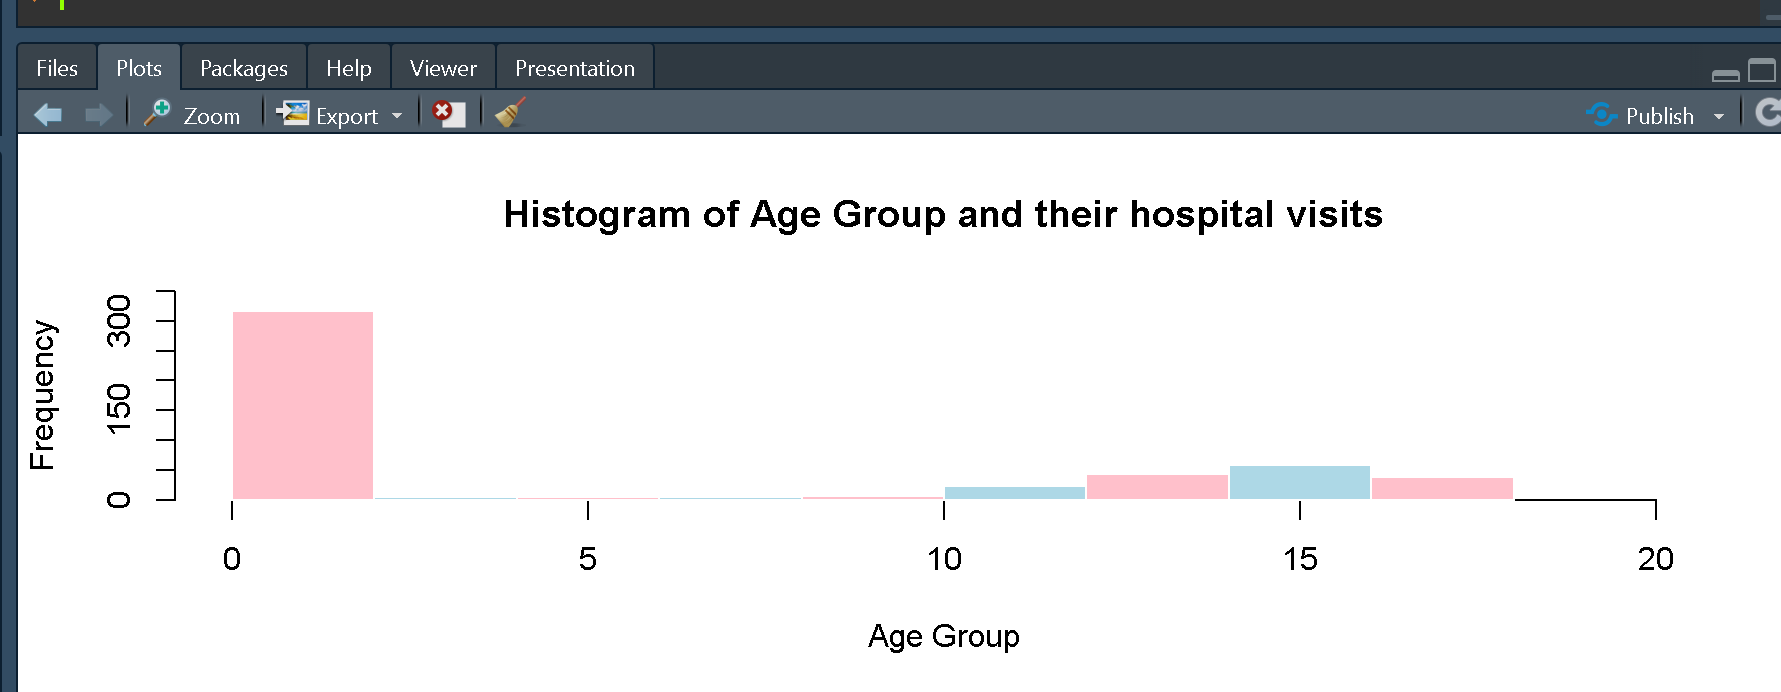 Files Plots Packages Help Viewer Presentation
Zoom Export Publish
Histogram of Age Group and their hospital visits
Frequency
300
150
0
0 5 10 15 20
Age Group